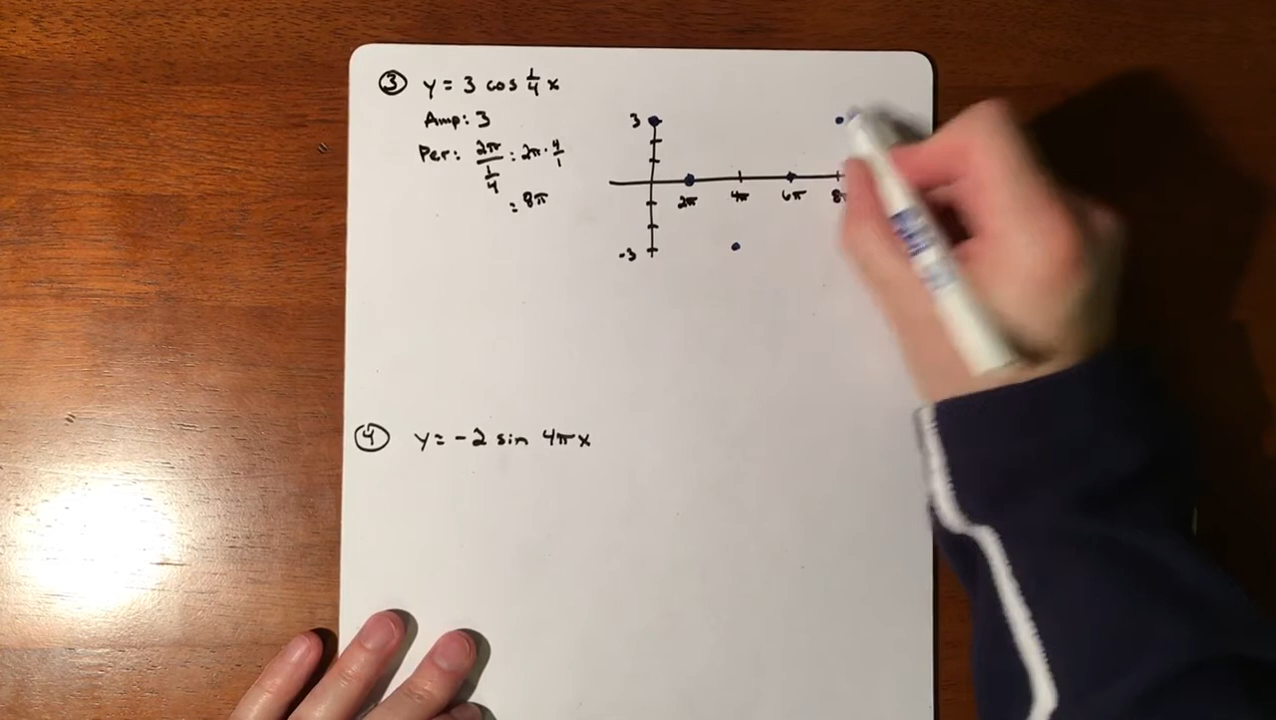 ③ y = 3 cos 1/4 x
Amp: 3
Per: 2π / 1/4 = 2π · 4/1
= 8π
3
2π 4π 6π 8π
-3
④ y = -2 sin 4πx